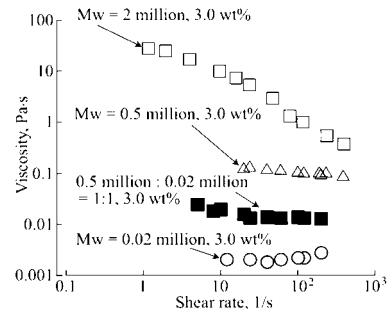 Mw = 2 million, 3.0 wt%
100
10
Mw = 0.5 million, 3.0 wt%
1
Viscosity, Pa·s
0.1
0.5 million : 0.02 million
= 1:1, 3.0 wt%
0.01
Mw = 0.02 million, 3.0 wt%
0.001
0.1 1 10 10² 10³
Shear rate, 1/s